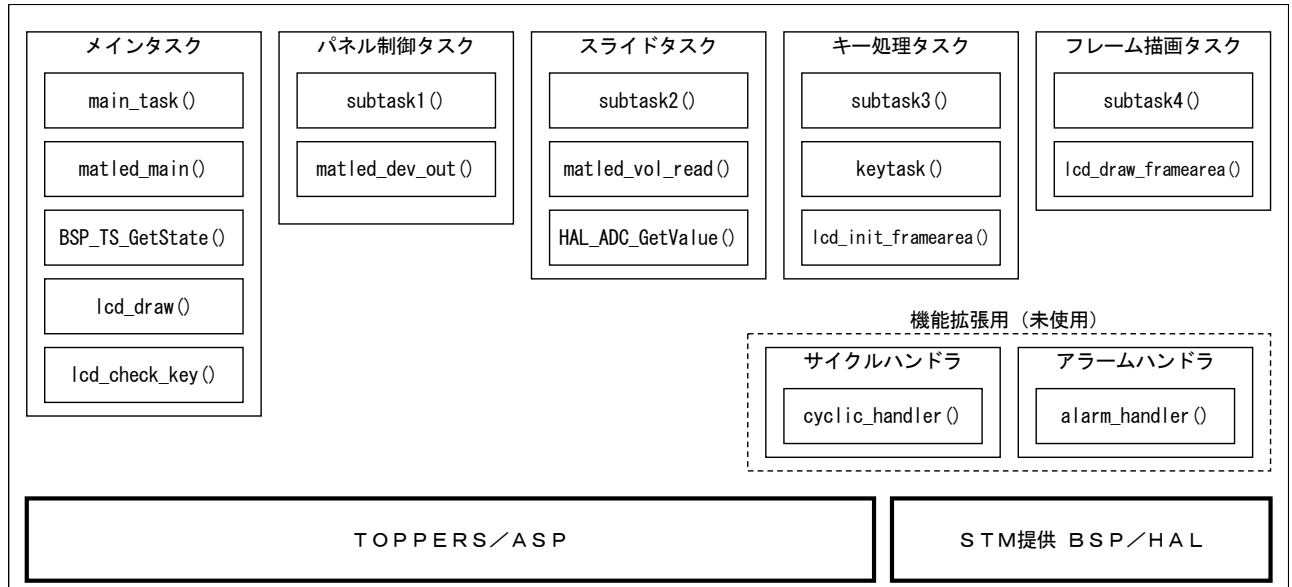 メインタスク
main_task()
matled_main()
BSP_TS_GetState()
lcd_draw()
lcd_check_key()
パネル制御タスク
subtask1()
matled_dev_out()
スライドタスク
subtask2()
matled_vol_read()
HAL_ADC_GetValue()
キー処理タスク
subtask3()
keytask()
lcd_init_framearea()
フレーム描画タスク
subtask4()
lcd_draw_framearea()
機能拡張用（未使用）
サイクルハンドラ
cyclic_handler()
アラームハンドラ
alarm_handler()
ＴＯＰＰＥＲＳ／ＡＳＰ
ＳＴＭ提供 ＢＳＰ／ＨＡＬ